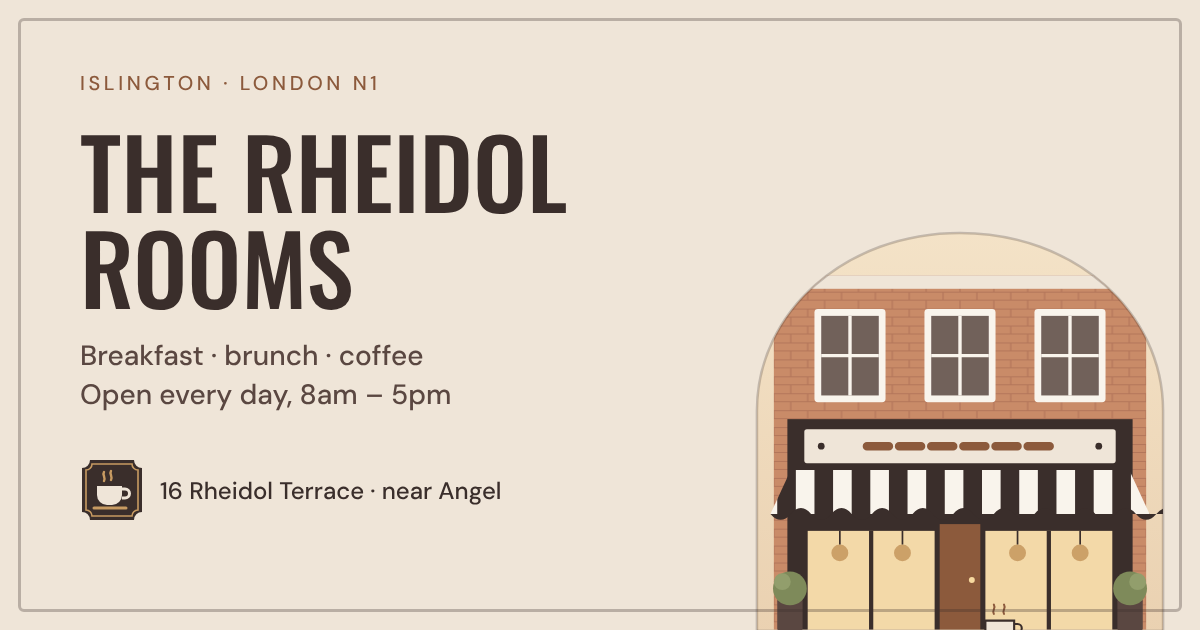 ISLINGTON · LONDON N1
THE RHEIDOL
ROOMS
Breakfast · brunch · coffee
Open every day, 8am – 5pm
16 Rheidol Terrace · near Angel